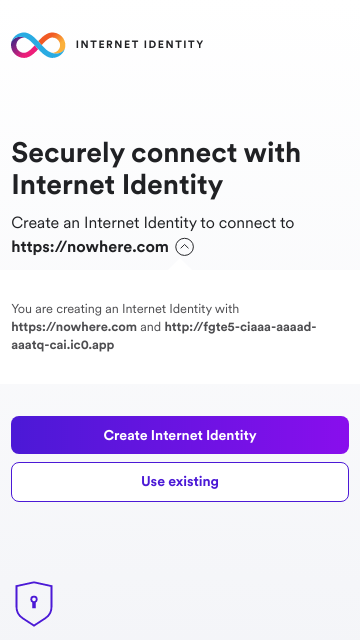 INTERNET IDENTITY
Securely connect with
Internet Identity
Create an Internet Identity to connect to
https://nowhere.com
You are creating an Internet Identity with
https://nowhere.com and http://fgte5-ciaaa-aaaad-
aaatq-cai.ic0.app
Create Internet Identity
Use existing